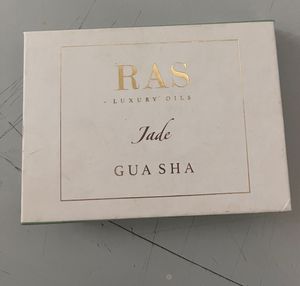 RAS
- LUXURY OILS
Jade
GUA SHA